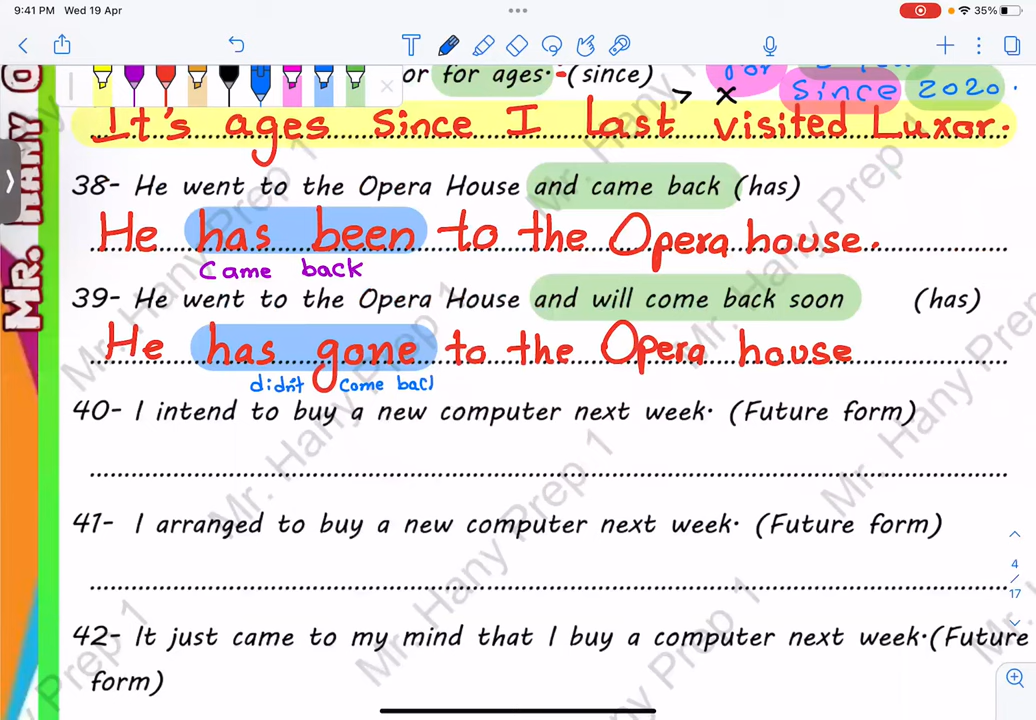 9:41 PM Wed 19 Apr
35%
T
or for ages. (since) for
since 2020.
> x
It's ages since I last visited Luxor.
38- He went to the Opera House and came back (has)
He has been to the Opera house.
Came back
39- He went to the Opera House and will come back soon (has)
He has gone to the Opera house
didn't come back
40- I intend to buy a new computer next week. (Future form)
41- I arranged to buy a new computer next week. (Future form)
42- It just came to my mind that I buy a computer next week.(Future
form)
MR. HANY
4
/
17
Mr. Hany Prep 1